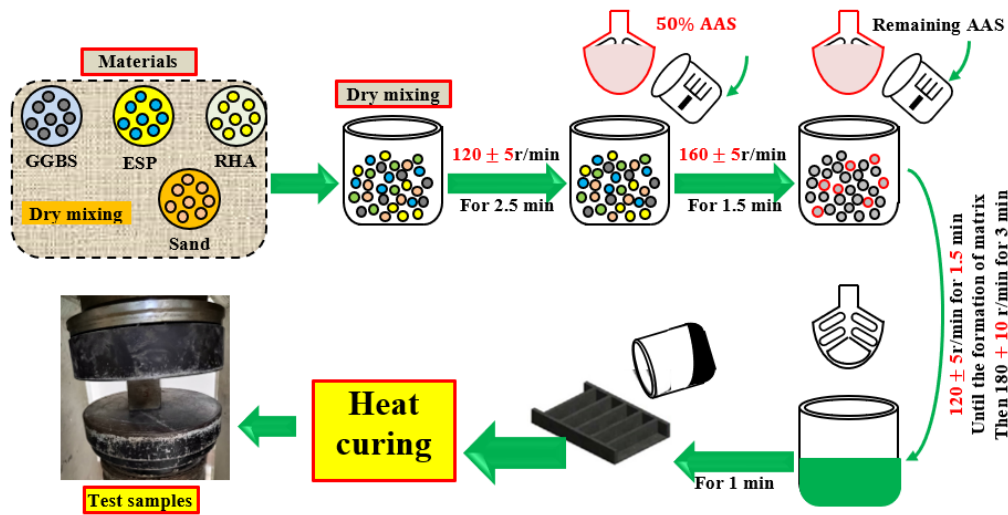 Materials
GGBS
ESP
RHA
Dry mixing
Sand
Dry mixing
120 ± 5r/min
For 2.5 min
50% AAS
160 ± 5r/min
For 1.5 min
Remaining AAS
120 ± 5r/min for 1.5 min
Until the formation of matrix
Then 180 + 10 r/min for 3 min
For 1 min
Heat
curing
Test samples